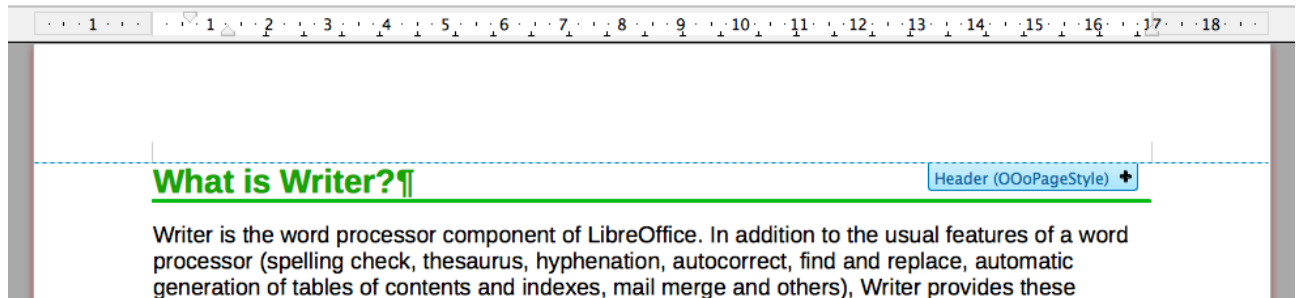 1 1 2 3 4 5 6 7 8 9 10 11 12 13 14 15 16 17 18
What is Writer?¶
Header (OOoPageStyle) +
Writer is the word processor component of LibreOffice. In addition to the usual features of a word
processor (spelling check, thesaurus, hyphenation, autocorrect, find and replace, automatic
generation of tables of contents and indexes, mail merge and others), Writer provides these